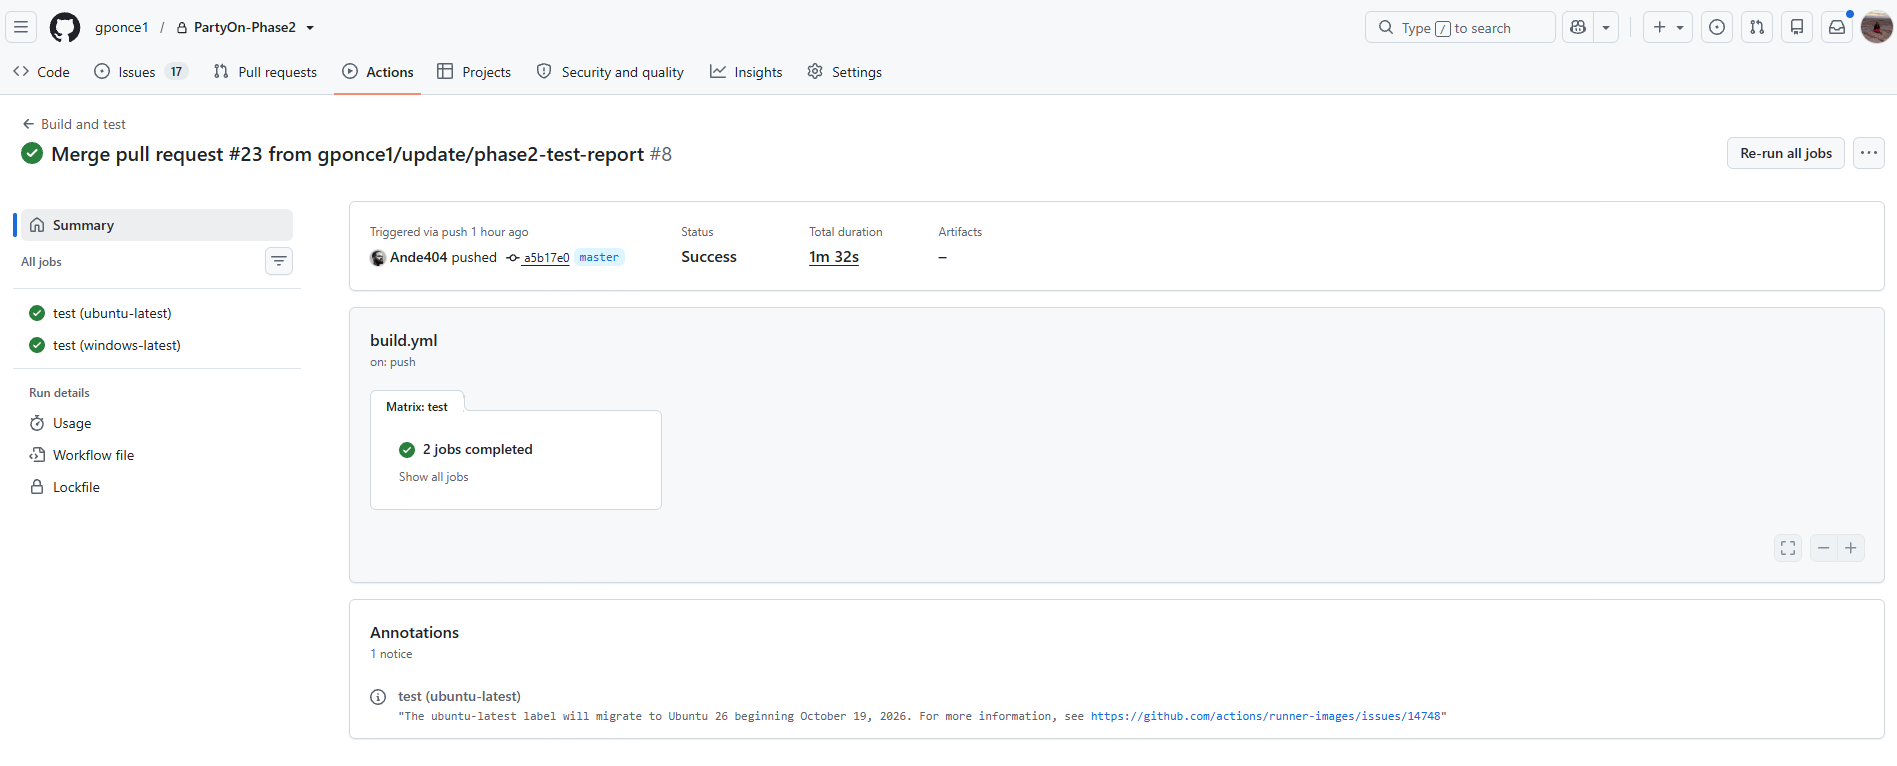 gponce1 / PartyOn-Phase2
Type / to search
Code
Issues 17
Pull requests
Actions
Projects
Security and quality
Insights
Settings
Build and test
Merge pull request #23 from gponce1/update/phase2-test-report #8
Re-run all jobs
Summary
All jobs
test (ubuntu-latest)
test (windows-latest)
Run details
Usage
Workflow file
Lockfile
Triggered via push 1 hour ago
Ande404 pushed a5b17e0 master
Status
Success
Total duration
1m 32s
Artifacts
–
build.yml
on: push
Matrix: test
2 jobs completed
Show all jobs
Annotations
1 notice
test (ubuntu-latest)
"The ubuntu-latest label will migrate to Ubuntu 26 beginning October 19, 2026. For more information, see https://github.com/actions/runner-images/issues/14748"